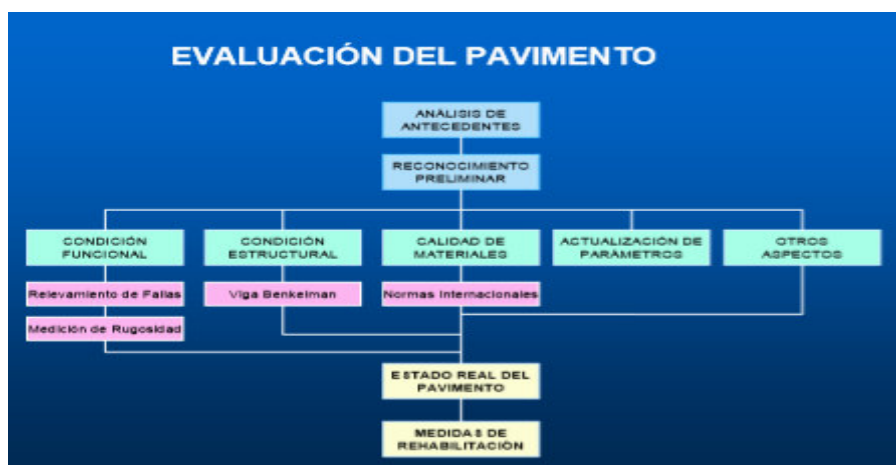 EVALUACIÓN DEL PAVIMENTO
ANÁLISIS DE
ANTECEDENTES
RECONOCIMIENTO
PRELIMINAR
CONDICIÓN
FUNCIONAL
CONDICIÓN
ESTRUCTURAL
CALIDAD DE
MATERIALES
ACTUALIZACIÓN DE
PARÁMETROS
OTROS
ASPECTOS
Relevamiento de Fallas
Viga Benkelman
Normas Internacionales
Medición de Rugosidad
ESTADO REAL DEL
PAVIMENTO
MEDIDAS DE
REHABILITACIÓN